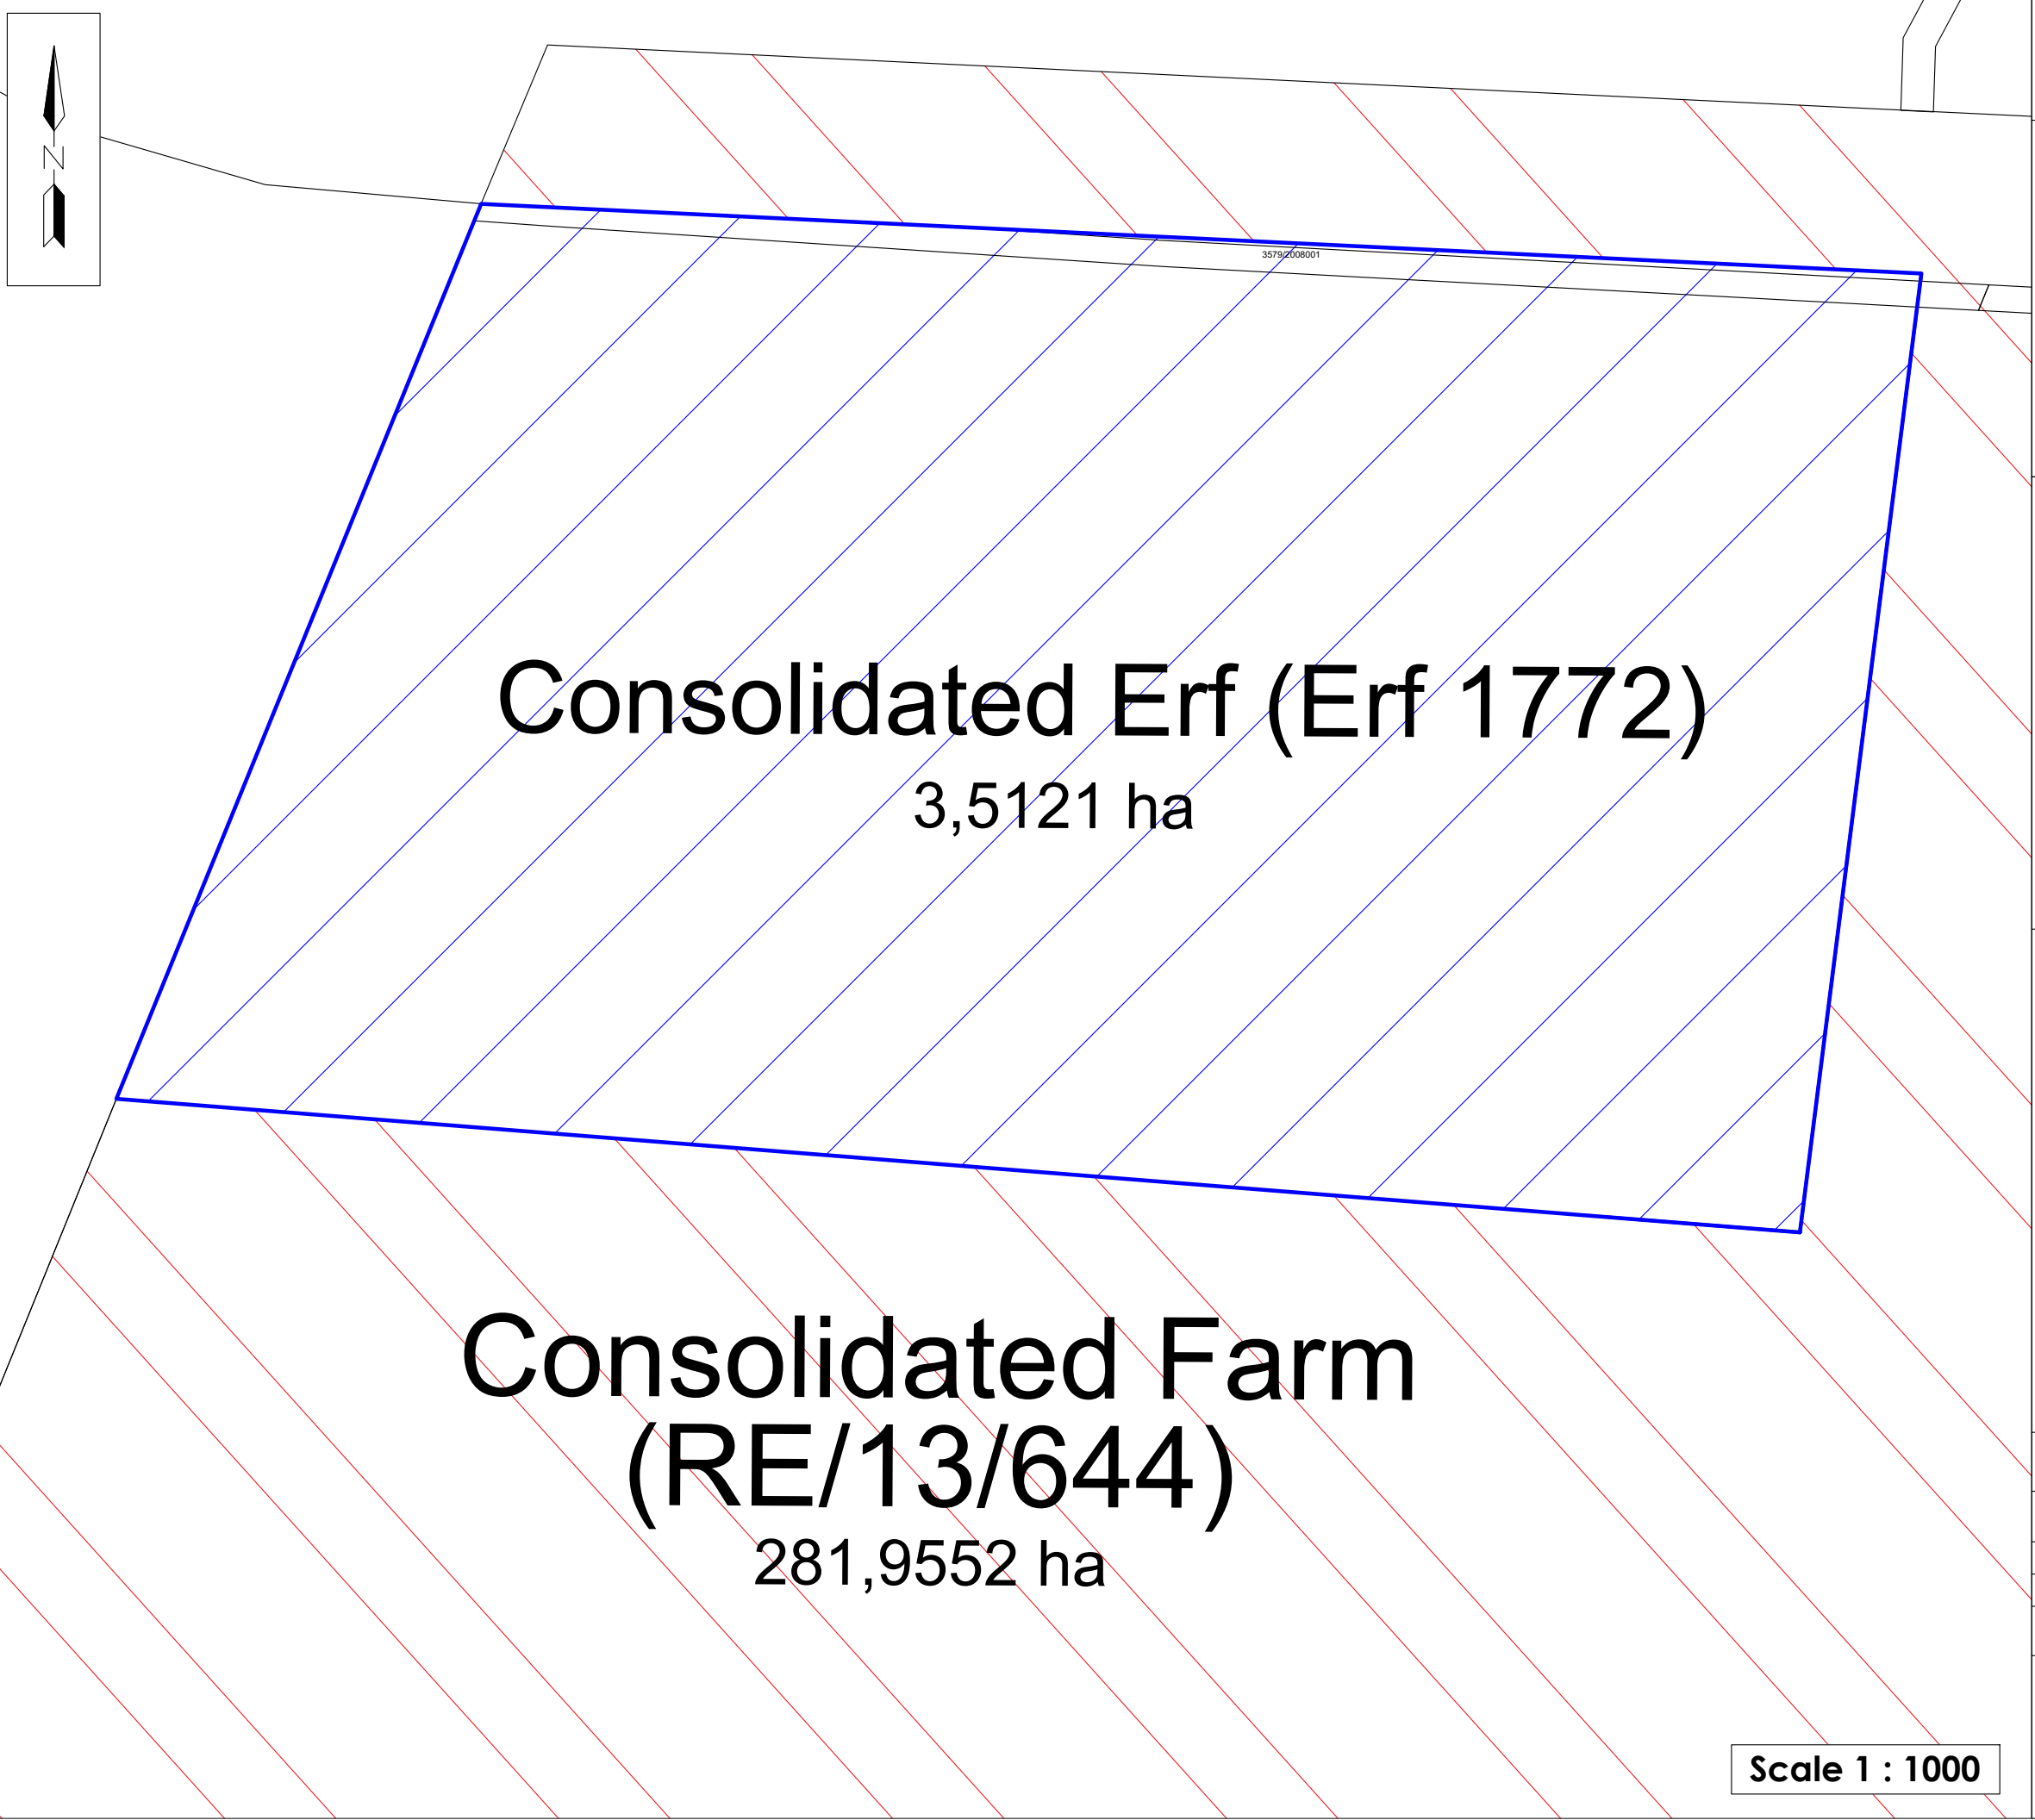 N
3579/2008001
Consolidated Erf (Erf 1772)
3,5121 ha
Consolidated Farm
(RE/13/644)
281,9552 ha
Scale 1 : 1000